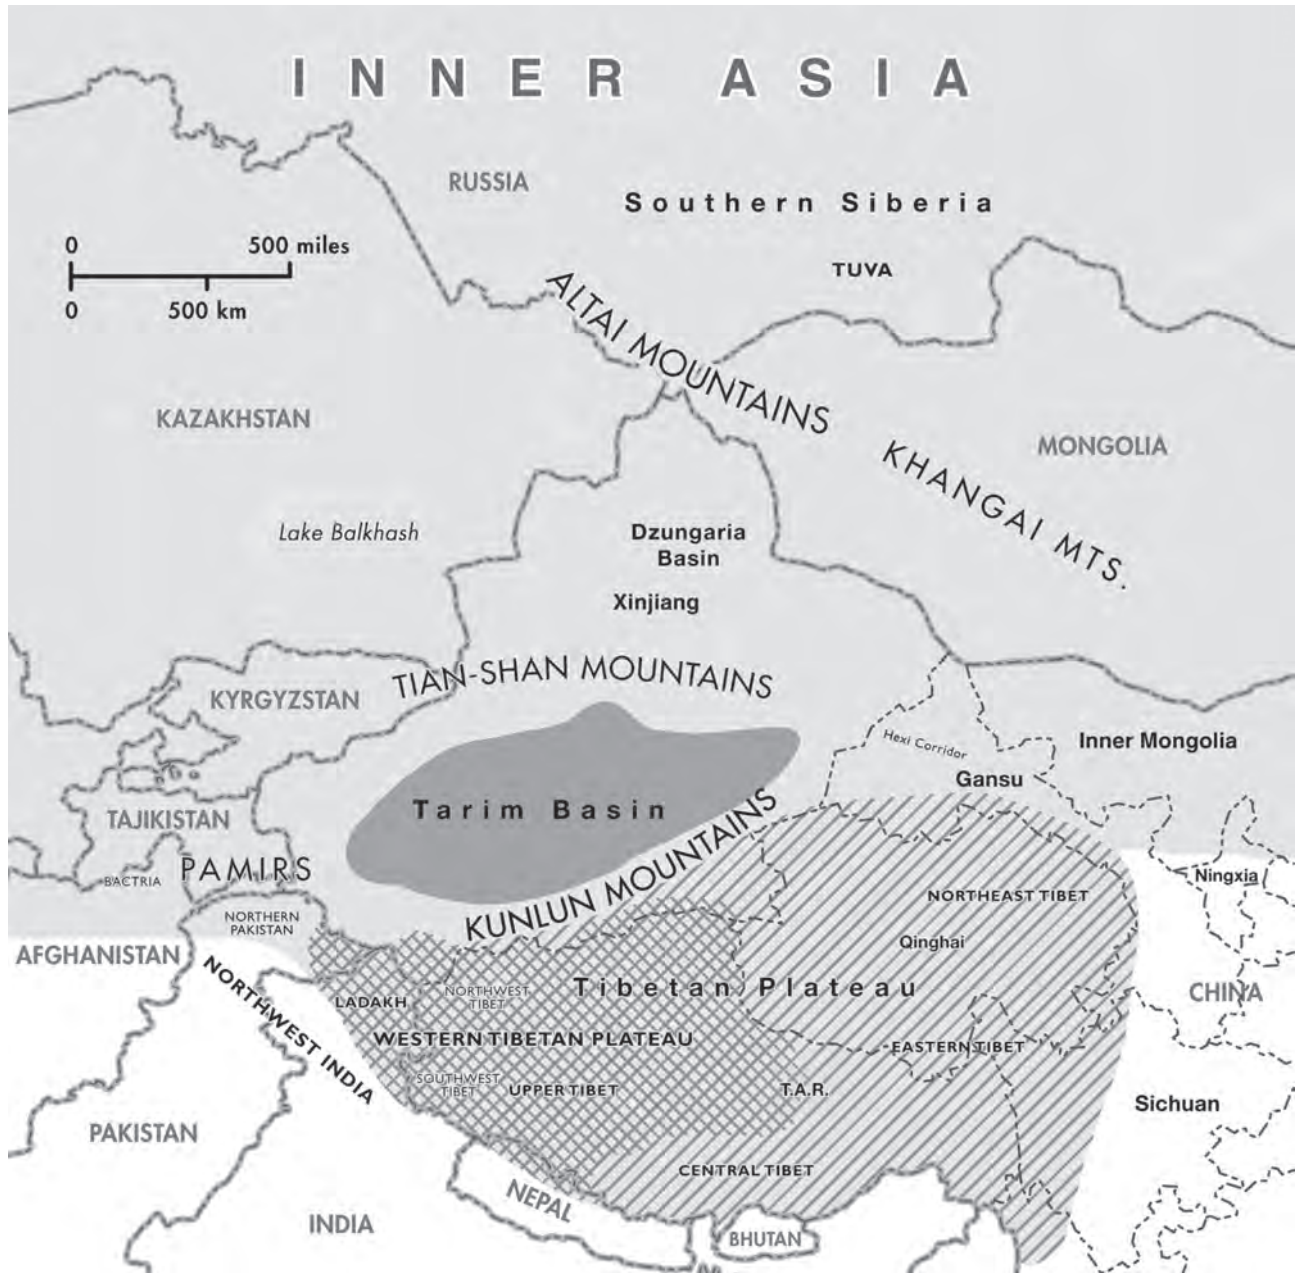 INNER ASIA
RUSSIA
Southern Siberia
0 500 miles
0 500 km
TUVA
ALTAI MOUNTAINS
KAZAKHSTAN
KHANGAI MTS.
MONGOLIA
Lake Balkhash
Dzungaria
Basin
Xinjiang
TIAN-SHAN MOUNTAINS
KYRGYZSTAN
Hexi Corridor
Inner Mongolia
Gansu
Tarim Basin
TAJIKISTAN
KUNLUN MOUNTAINS
PAMIRS
BACTRIA
Ningxia
NORTHEAST TIBET
NORTHERN
PAKISTAN
AFGHANISTAN
Qinghai
NORTHWEST INDIA
LADAKH
NORTHWEST
TIBET
Tibetan Plateau
CHINA
WESTERN TIBETAN PLATEAU
EASTERN TIBET
SOUTHWEST
TIBET
UPPER TIBET
T.A.R.
Sichuan
PAKISTAN
CENTRAL TIBET
NEPAL
INDIA
BHUTAN